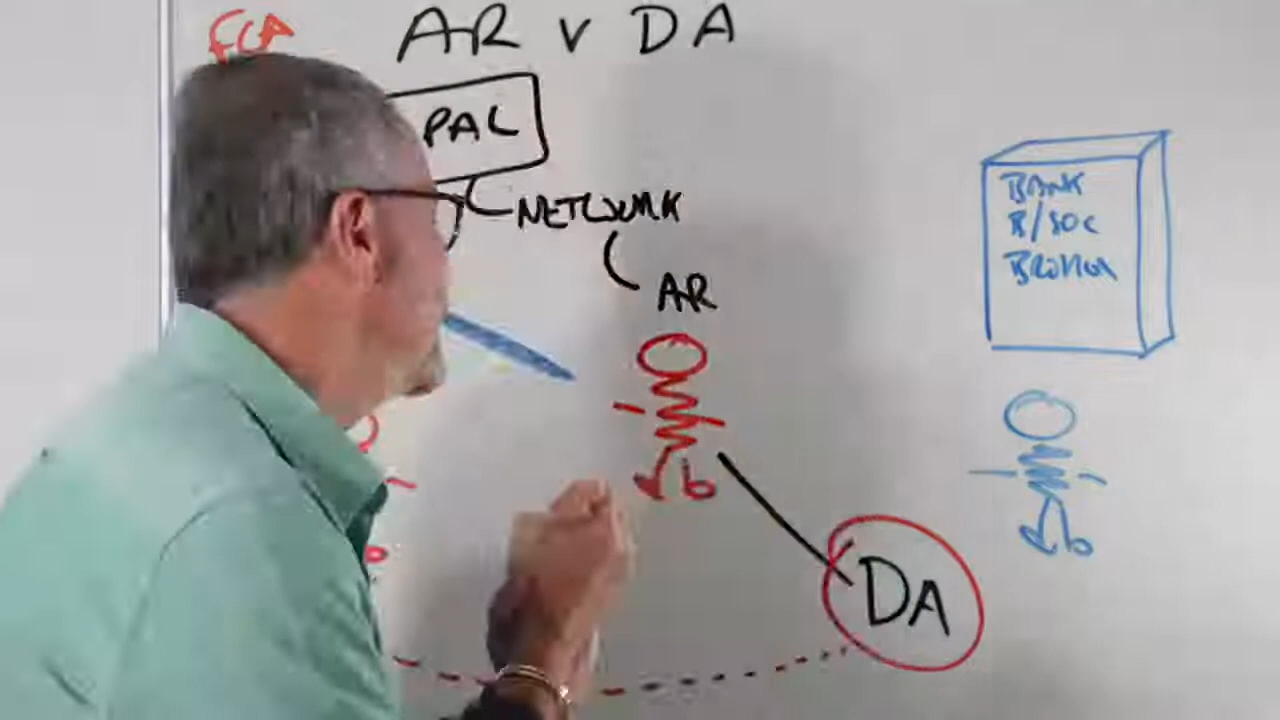 FCA
AR V DA
PAL
NETWORK
AR
BANK
B/SOC
BROKER
DA